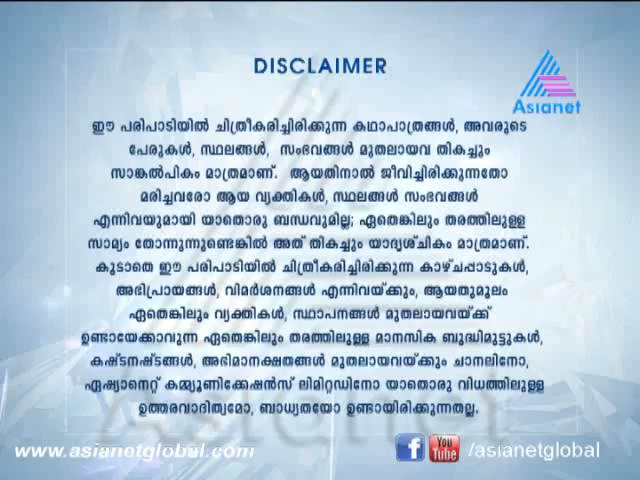 DISCLAIMER
Asianet
ഈ പരിപാടിയിൽ ചിത്രീകരിച്ചിരിക്കുന്ന കഥാപാത്രങ്ങൾ, അവരുടെ
പേരുകൾ, സ്ഥലങ്ങൾ, സംഭവങ്ങൾ മുതലായവ തികച്ചും
സാങ്കൽപികം മാത്രമാണ്. ആയതിനാൽ ജീവിച്ചിരിക്കുന്നതോ
മരിച്ചവരോ ആയ വ്യക്തികൾ, സ്ഥലങ്ങൾ സംഭവങ്ങൾ
എന്നിവയുമായി യാതൊരു ബന്ധവുമില്ല; ഏതെങ്കിലും തരത്തിലുളള
സാമ്യം തോന്നുന്നുണ്ടെങ്കിൽ അത് തികച്ചും യാദൃശ്ചികം മാത്രമാണ്.
കൂടാതെ ഈ പരിപാടിയിൽ ചിത്രീകരിച്ചിരിക്കുന്ന കാഴ്ചപ്പാടുകൾ,
അഭിപ്രായങ്ങൾ, വിമർശനങ്ങൾ എന്നിവയ്ക്കും, ആയതുമൂലം
ഏതെങ്കിലും വ്യക്തികൾ, സ്ഥാപനങ്ങൾ മുതലായവയ്ക്ക്
ഉണ്ടായേക്കാവുന്ന ഏതെങ്കിലും തരത്തിലുള്ള മാനസിക ബുദ്ധിമുട്ടുകൾ,
കഷ്ടനഷ്ടങ്ങൾ, അഭിമാനക്ഷതങ്ങൾ മുതലായവയ്ക്കും ചാനലിനോ,
ഏഷ്യാനെറ്റ് കമ്മ്യൂണിക്കേഷൻസ് ലിമിറ്റഡിനോ യാതൊരു വിധത്തിലുളള
ഉത്തരവാദിത്യമോ, ബാധ്യതയോ ഉണ്ടായിരിക്കുന്നതല്ല.
www.asianetglobal.com
f You Tube /asianetglobal